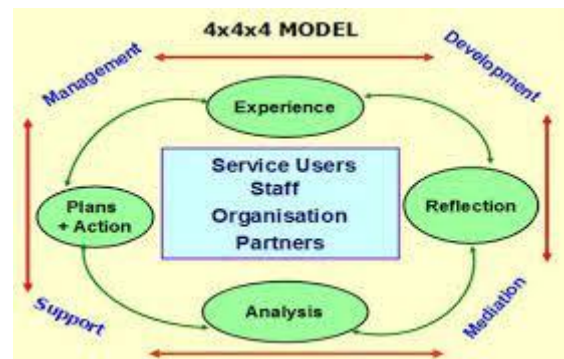 4x4x4 MODEL
Management
Development
Experience
Service Users
Staff
Organisation
Partners
Plans
+ Action
Reflection
Analysis
Support
Mediation